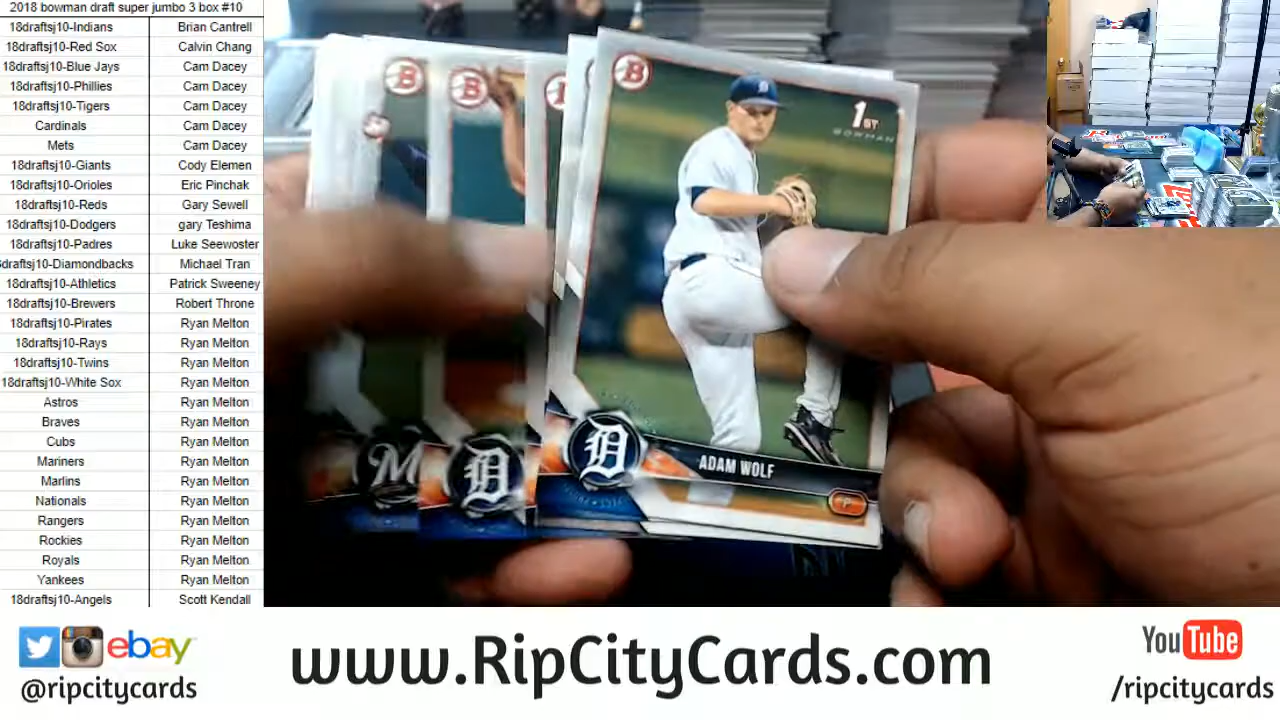 2018 bowman draft super jumbo 3 box #10
18draftsj10-Indians Brian Cantrell
18draftsj10-Red Sox Calvin Chang
18draftsj10-Blue Jays Cam Dacey
18draftsj10-Phillies Cam Dacey
18draftsj10-Tigers Cam Dacey
Cardinals Cam Dacey
Mets Cam Dacey
18draftsj10-Giants Cody Elemen
18draftsj10-Orioles Eric Pinchak
18draftsj10-Reds Gary Sewell
18draftsj10-Dodgers gary Teshima
18draftsj10-Padres Luke Seewoster
8draftsj10-Diamondbacks Michael Tran
18draftsj10-Athletics Patrick Sweeney
18draftsj10-Brewers Robert Throne
18draftsj10-Pirates Ryan Melton
18draftsj10-Rays Ryan Melton
18draftsj10-Twins Ryan Melton
18draftsj10-White Sox Ryan Melton
Astros Ryan Melton
Braves Ryan Melton
Cubs Ryan Melton
Mariners Ryan Melton
Marlins Ryan Melton
Nationals Ryan Melton
Rangers Ryan Melton
Rockies Ryan Melton
Royals Ryan Melton
Yankees Ryan Melton
18draftsj10-Angels Scott Kendall
B B B
1ST
BOWMAN
D
M D D
ADAM WOLF
P
ebay
@ripcitycards
www.RipCityCards.com
YouTube
/ripcitycards